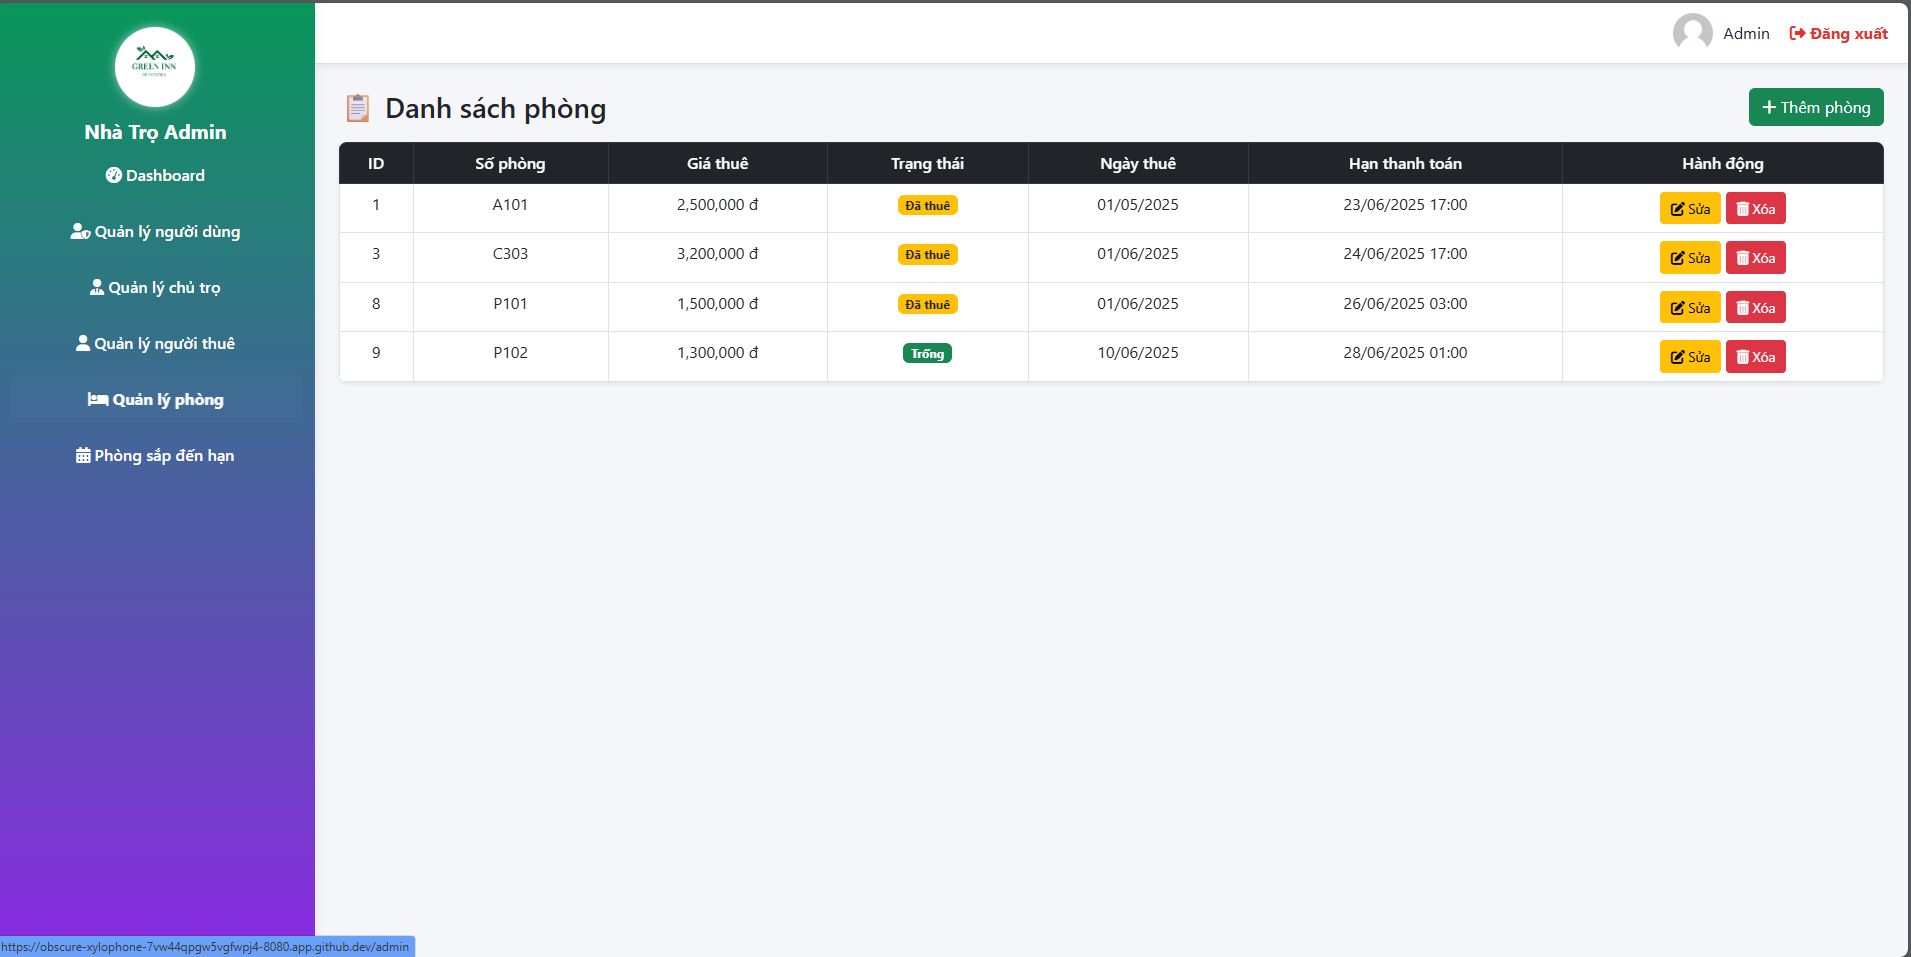 GREEN INN
Nhà Trọ Admin
Dashboard
Quản lý người dùng
Quản lý chủ trọ
Quản lý người thuê
Quản lý phòng
Phòng sắp đến hạn
Admin Đăng xuất
Danh sách phòng
+ Thêm phòng
ID Số phòng Giá thuê Trạng thái Ngày thuê Hạn thanh toán Hành động
1 A101 2,500,000 đ Đã thuê 01/05/2025 23/06/2025 17:00 Sửa Xóa
3 C303 3,200,000 đ Đã thuê 01/06/2025 24/06/2025 17:00 Sửa Xóa
8 P101 1,500,000 đ Đã thuê 01/06/2025 26/06/2025 03:00 Sửa Xóa
9 P102 1,300,000 đ Trống 10/06/2025 28/06/2025 01:00 Sửa Xóa
https://obscure-xylophone-7vw44qpgw5vgfwpj4-8080.app.github.dev/admin